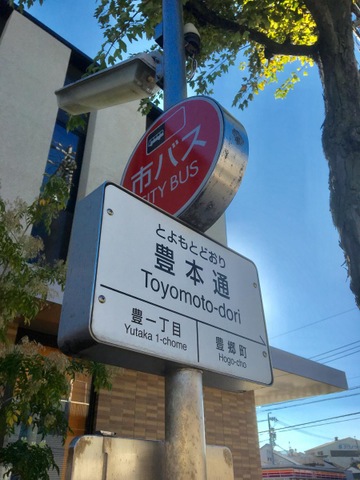 市バス
CITY BUS
とよもとどおり
豊本通
Toyomoto-dori
豊一丁目
Yutaka 1-chome
豊郷町
Hogo-cho